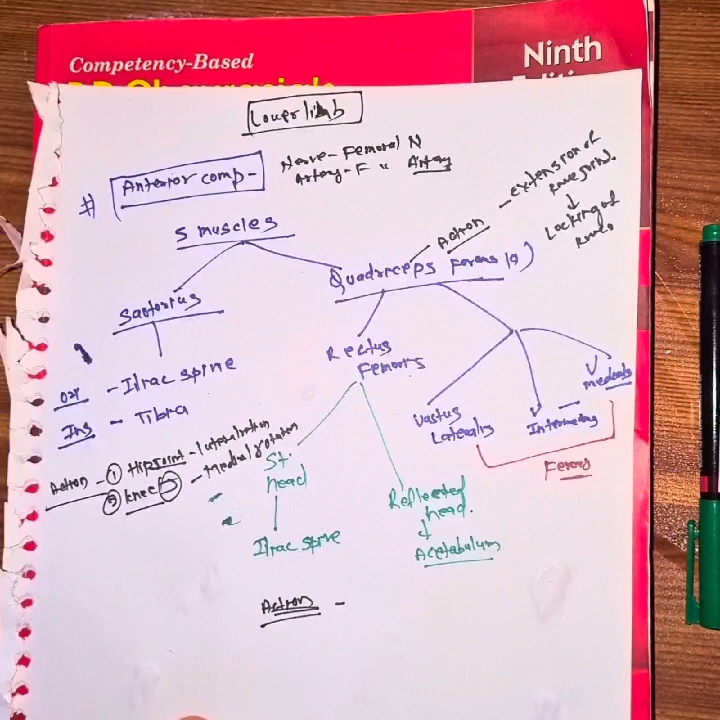 Competency-Based
Ninth
Lower limb
# Anterior comp-
Nerve - Femoral N
Artery - F " Artery
5 muscles
Sartorius
Quadriceps Femoris (4)
Action - extension of
knee joint.
↓
Locking of
knee
Ori - Iliac spine
Ins - Tibia
Action - ① Hip joint - lateral rotation
② knee - medial rotation
Rectus
Femoris
St.
head
Iliac spine
Reflected
head.
↓
Acetabulum
Vastus
Lateralis
V Intermedius
V medialis
Femur
Action -